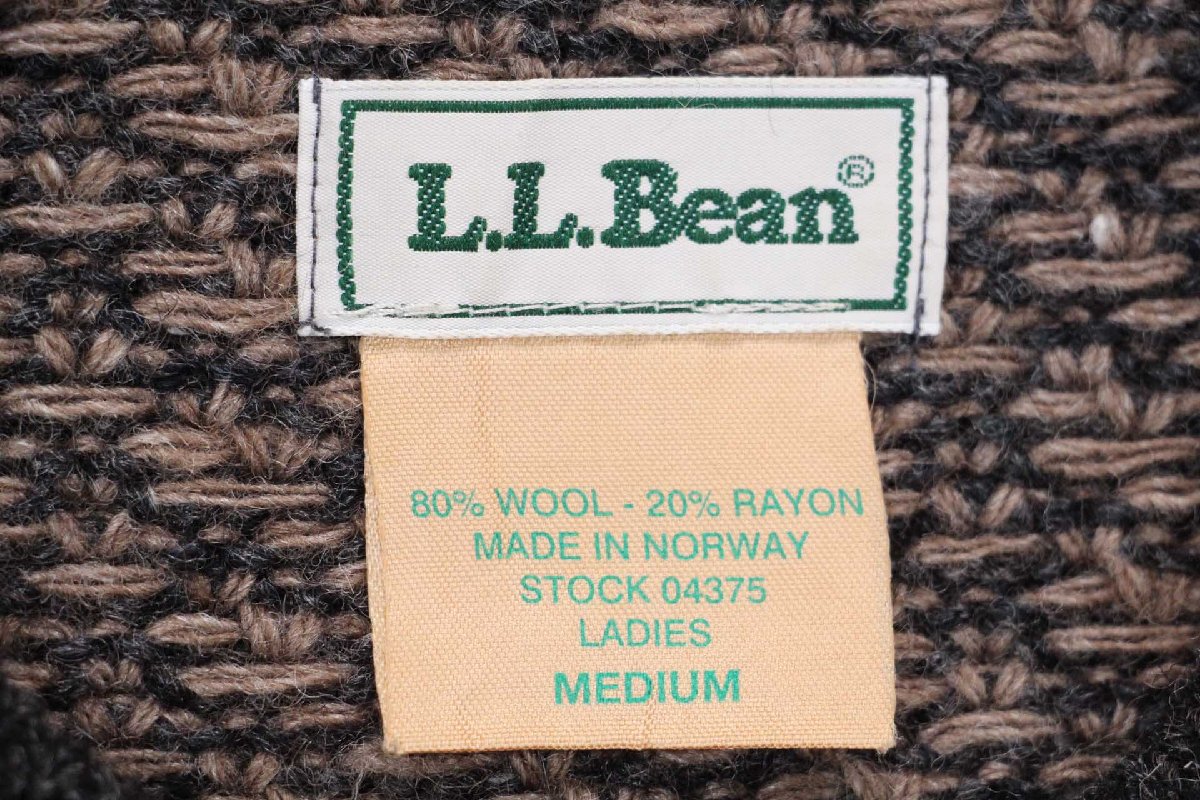 L.L.Bean®
80% WOOL - 20% RAYON
MADE IN NORWAY
STOCK 04375
LADIES
MEDIUM